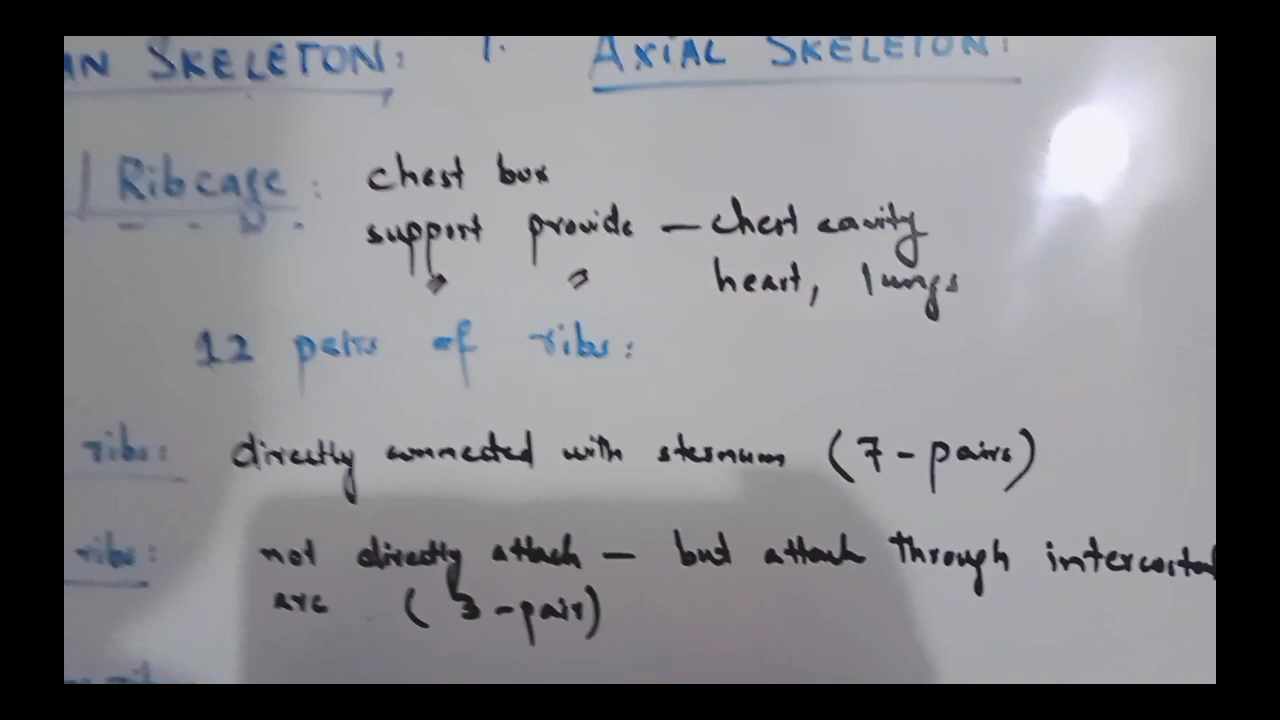 SKELETON: 1. AXIAL SKELETON:
Ribcage : chest box
support provide — chest cavity
heart, lungs
12 pairs of ribs:
ribs: directly connected with sternum (7-pairs)
ribs: not directly attach — but attach through intercostal
arc (3-pair)